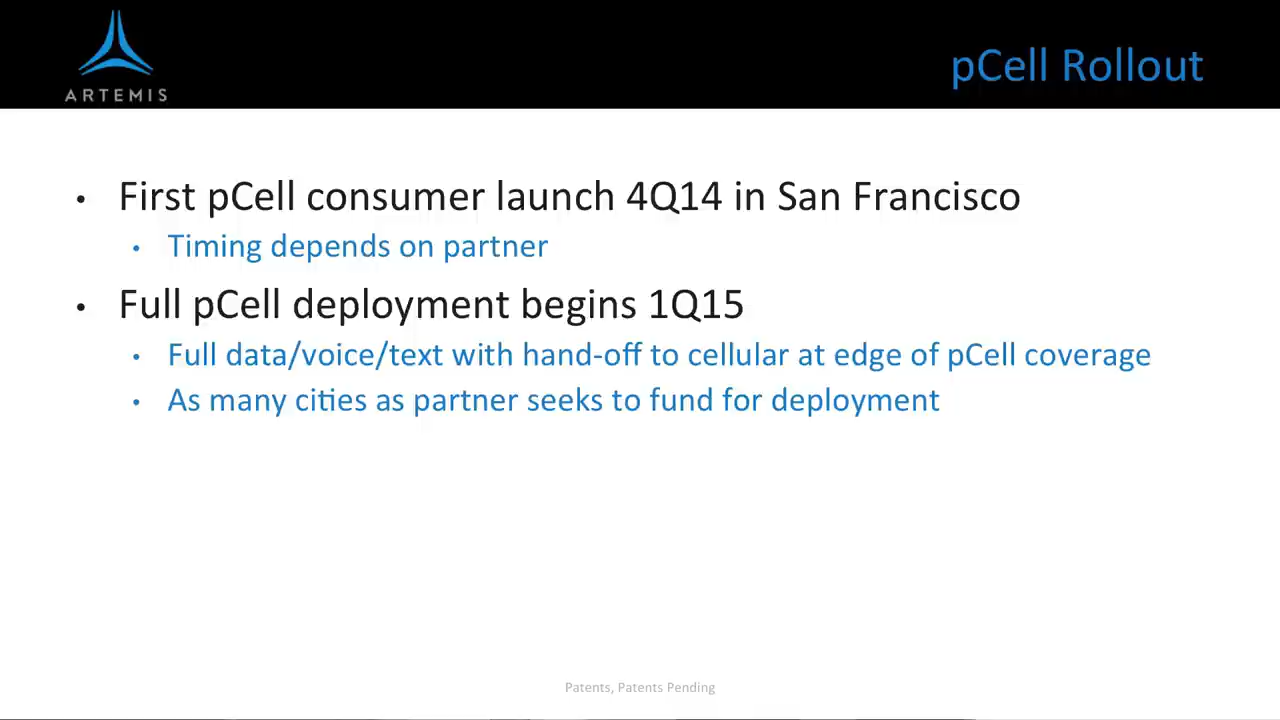 ARTEMIS
pCell Rollout
• First pCell consumer launch 4Q14 in San Francisco
• Timing depends on partner
• Full pCell deployment begins 1Q15
• Full data/voice/text with hand-off to cellular at edge of pCell coverage
• As many cities as partner seeks to fund for deployment
Patents, Patents Pending